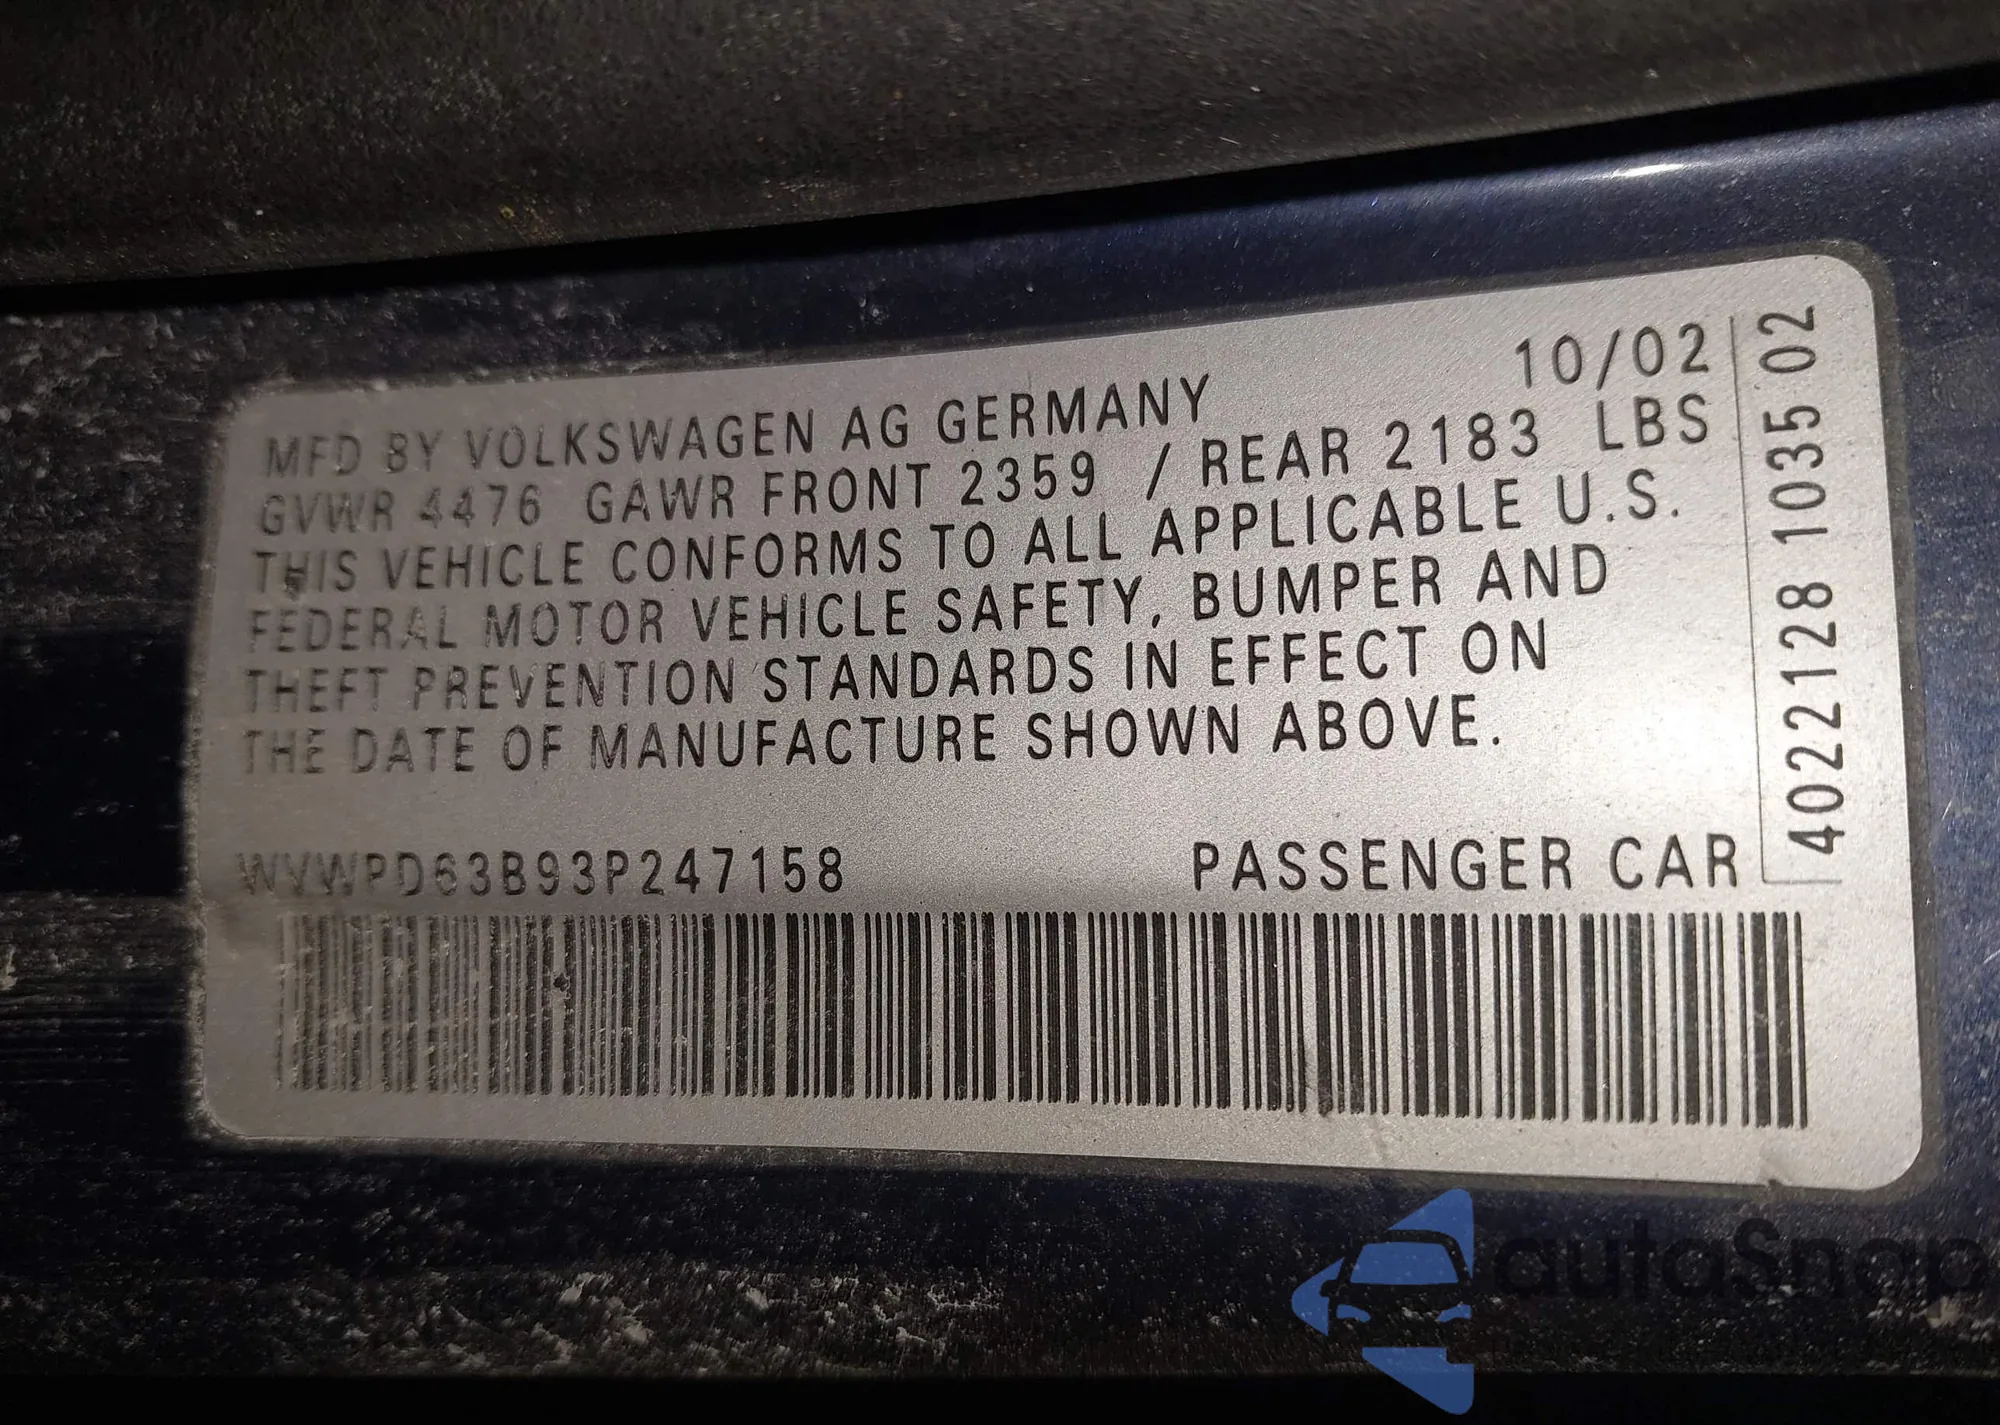 10/02
MFD BY VOLKSWAGEN AG GERMANY
GVWR 4476 GAWR FRONT 2359 / REAR 2183 LBS
THIS VEHICLE CONFORMS TO ALL APPLICABLE U.S.
FEDERAL MOTOR VEHICLE SAFETY, BUMPER AND
THEFT PREVENTION STANDARDS IN EFFECT ON
THE DATE OF MANUFACTURE SHOWN ABOVE.
WVWPD63B93P247158 PASSENGER CAR
4022128 1035 02
autoSnap